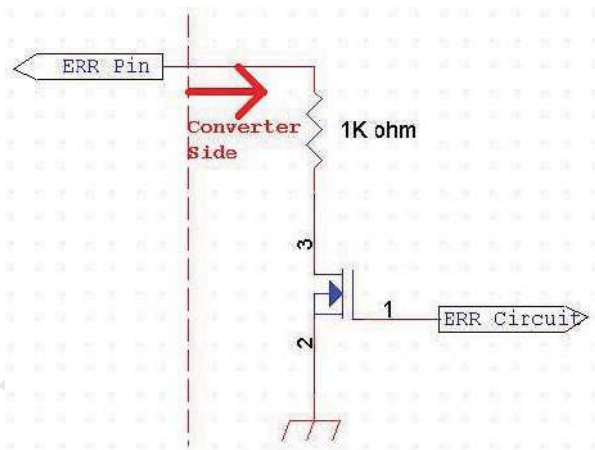 ERR Pin
Converter
Side
1K ohm
3
1
ERR Circuit
2